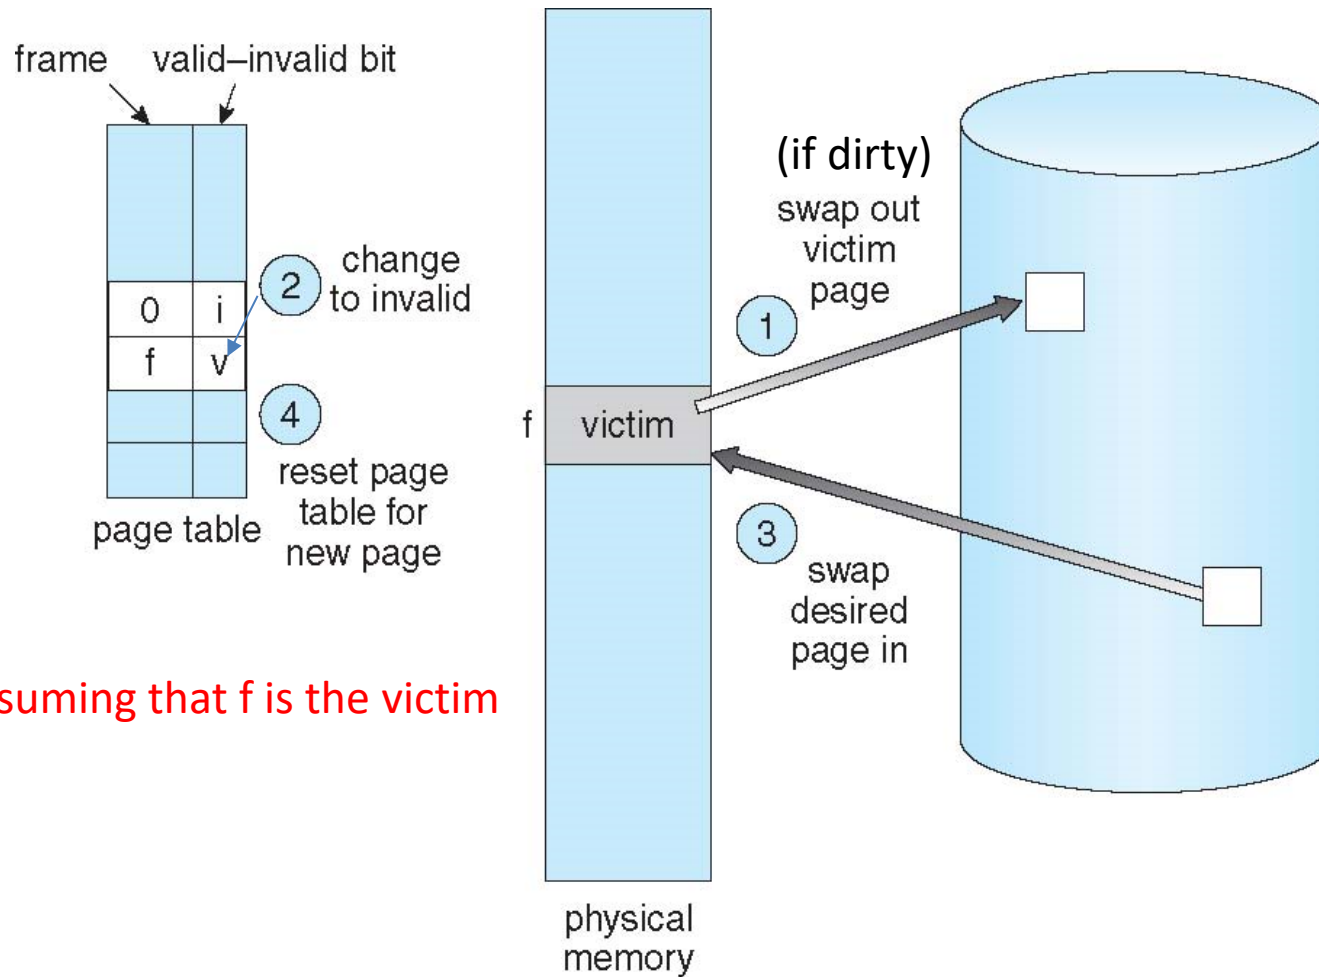 frame
valid–invalid bit
0 i
f v
2
change
to invalid
4
reset page
table for
new page
page table
suming that f is the victim
f
victim
physical
memory
(if dirty)
swap out
victim
page
1
3
swap
desired
page in